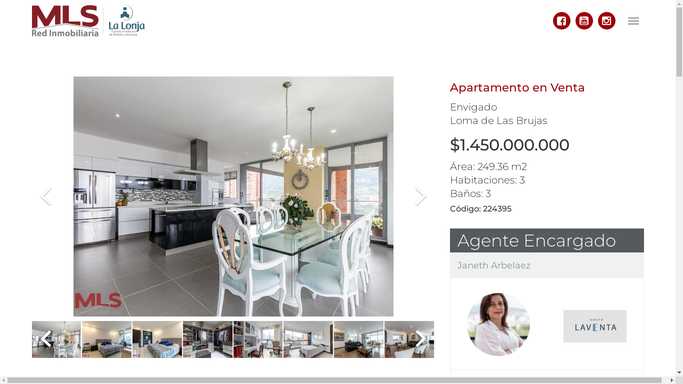 MLS
Red Inmobiliaria
La Lonja
Apartamento en Venta
Envigado
Loma de Las Brujas
$1.450.000.000
Área: 249.36 m2
Habitaciones: 3
Baños: 3
Código: 224395
MLS
Agente Encargado
Janeth Arbelaez
LAVENTA